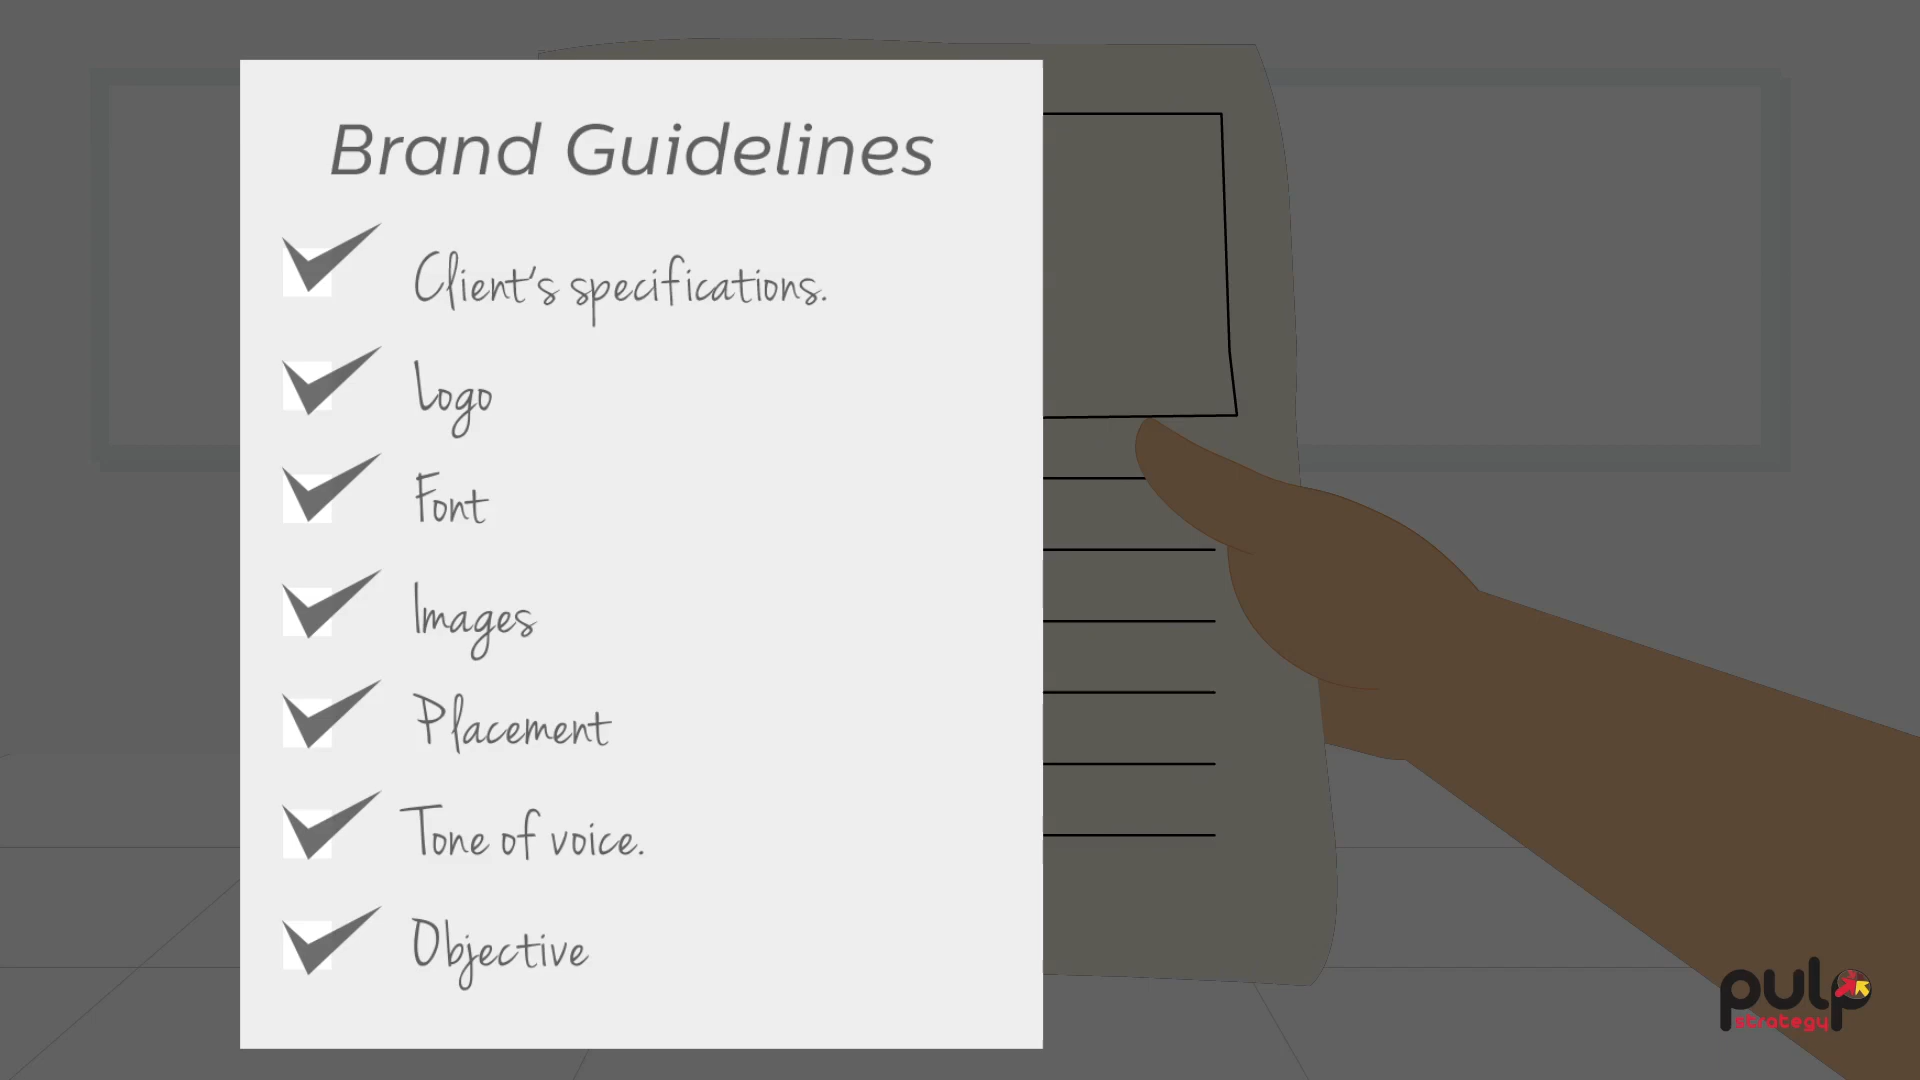 Brand Guidelines
Client's specifications.
Logo
Font
Images
Placement
Tone of voice.
Objective
pulp
strategy